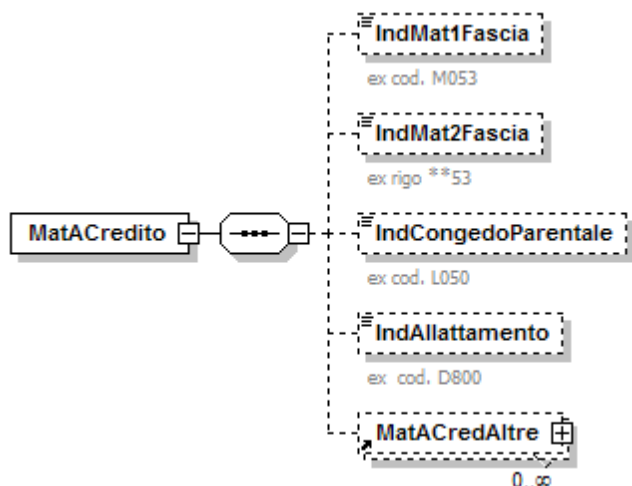 IndMat1Fascia
ex cod. M053
IndMat2Fascia
ex rigo **53
MatACredito
IndCongedoParentale
ex cod. L050
IndAllattamento
ex cod. D800
MatACredAltre
0..∞